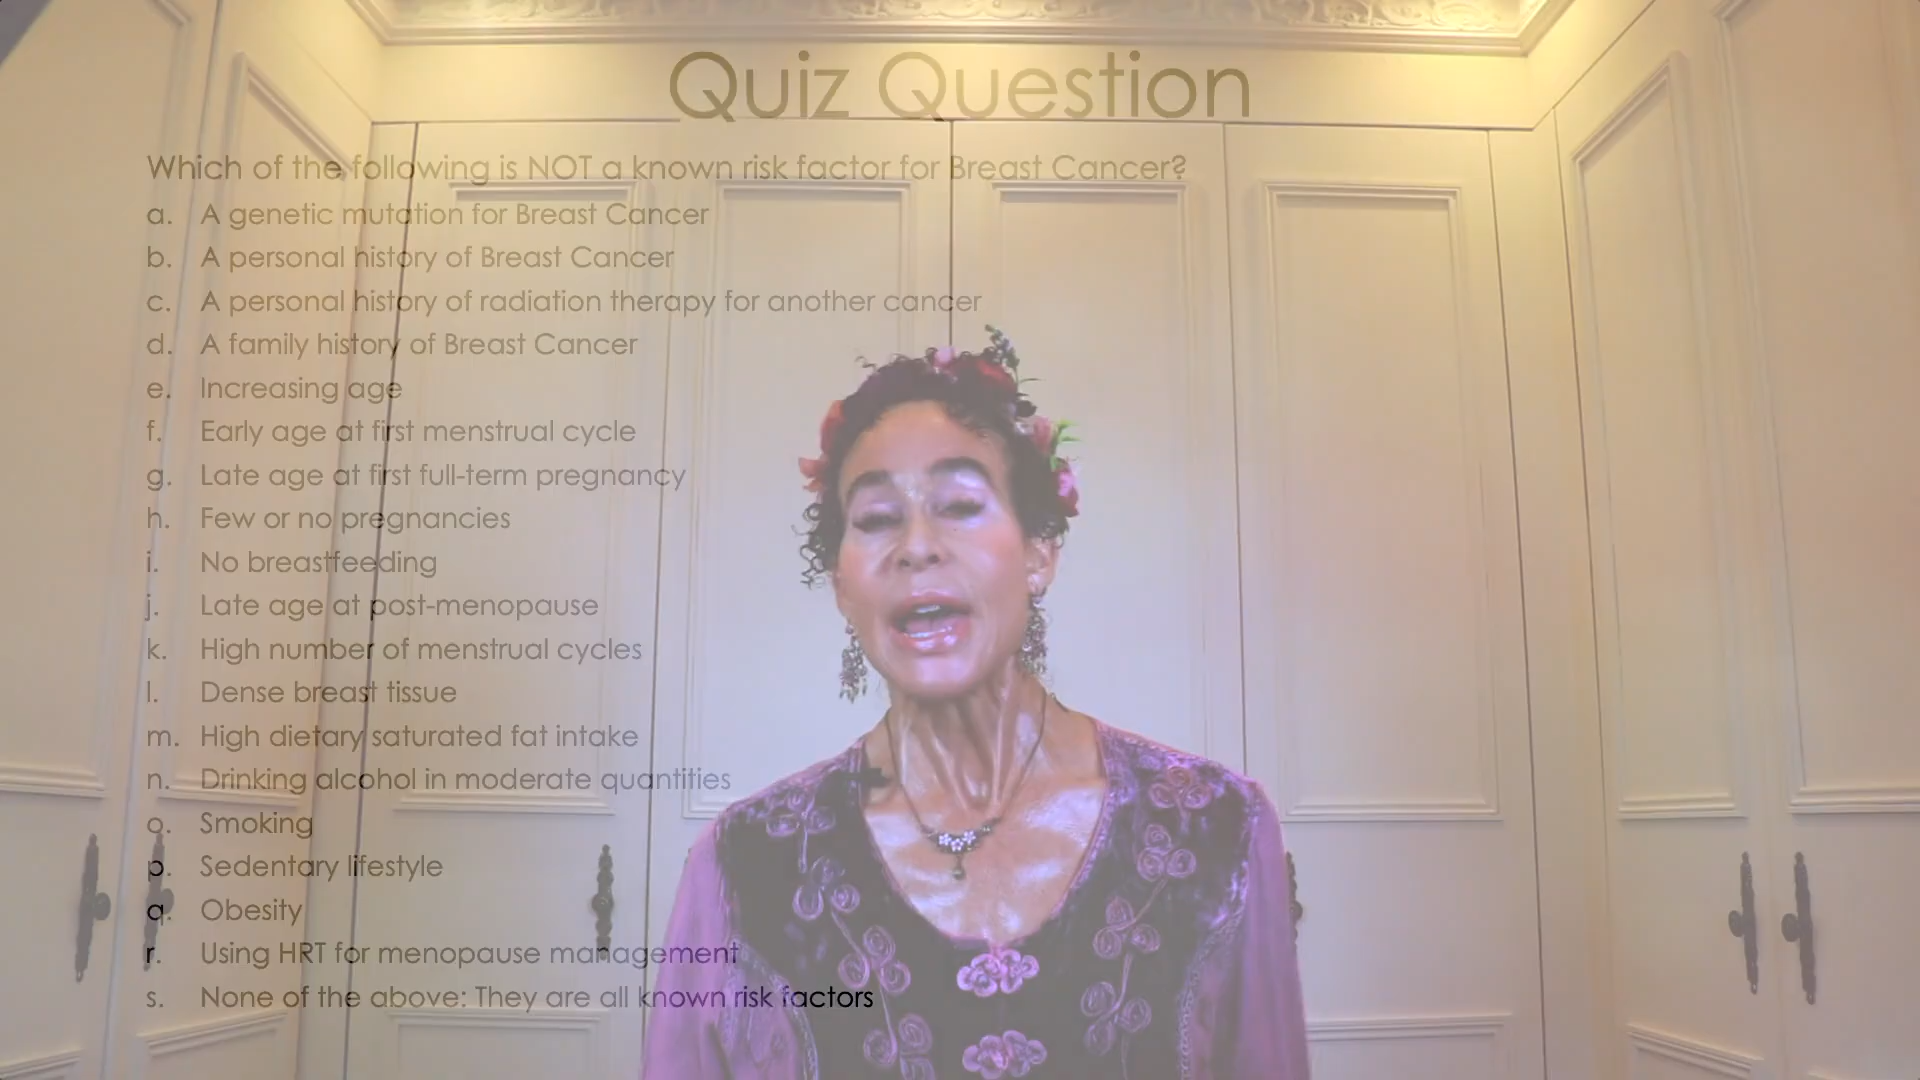 Quiz Question
Which of the following is NOT a known risk factor for Breast Cancer?
a. A genetic mutation for Breast Cancer
b. A personal history of Breast Cancer
c. A personal history of radiation therapy for another cancer
d. A family history of Breast Cancer
e. Increasing age
f. Early age at first menstrual cycle
g. Late age at first full-term pregnancy
h. Few or no pregnancies
i. No breastfeeding
j. Late age at post-menopause
k. High number of menstrual cycles
l. Dense breast tissue
m. High dietary saturated fat intake
n. Drinking alcohol in moderate quantities
o. Smoking
p. Sedentary lifestyle
q. Obesity
r. Using HRT for menopause management
s. None of the above: They are all known risk factors